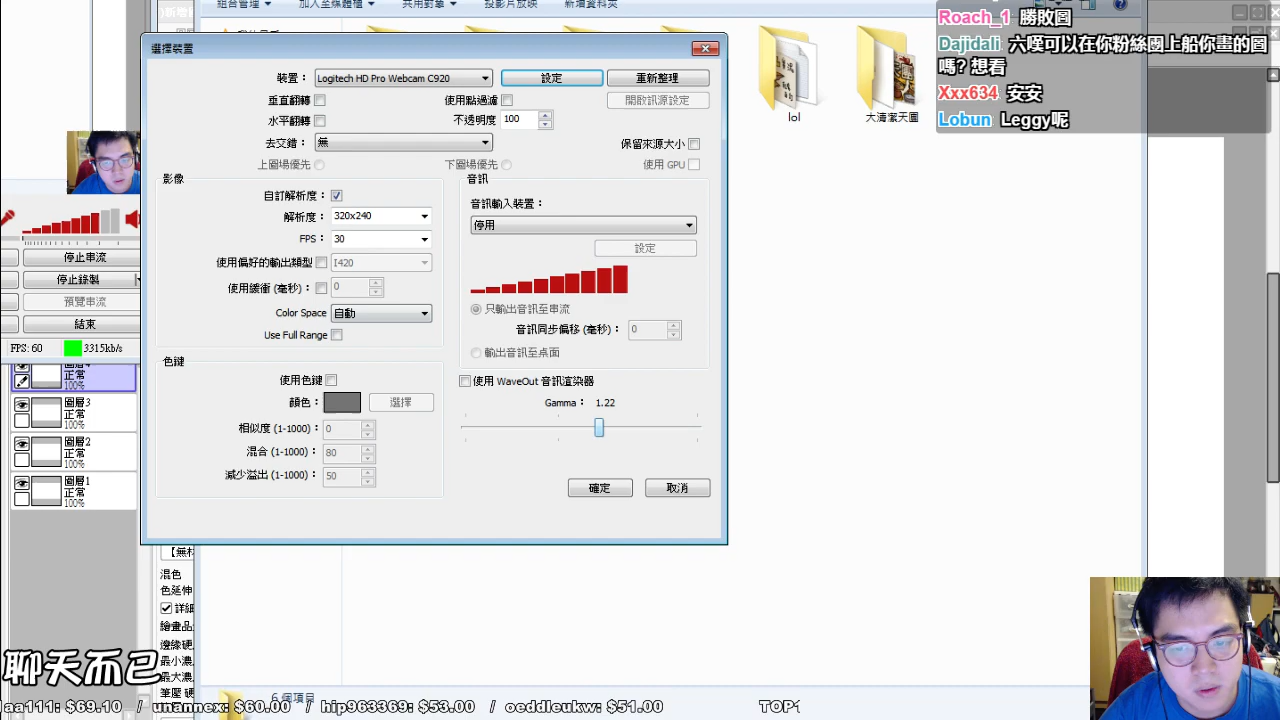 組合管理
加入至媒體櫃
共用對象
投影片放映
新增資料夾
Roach_1 勝敗圖
Dajidali 六嘆可以在你粉絲團上船你畫的圖
嗎? 想看
Xxx634 安安
Lobun Leggy呢
選擇裝置
裝置：
Logitech HD Pro Webcam C920
設定
重新整理
垂直翻轉
使用點過濾
開啟訊源設定
水平翻轉
不透明度
100
去交錯：
無
保留來源大小
上圖場優先
下圖場優先
使用 GPU
影像
自訂解析度：
解析度：
320x240
FPS：
30
使用偏好的輸出類型
I420
使用緩衝 (毫秒)：
0
Color Space
自動
Use Full Range
音訊
音訊輸入裝置：
停用
設定
只輸出音訊至串流
音訊同步偏移 (毫秒)：
0
輸出音訊至桌面
色鍵
使用色鍵
顏色：
選擇
相似度 (1-1000)：
0
混合 (1-1000)：
80
減少溢出 (1-1000)：
50
使用 WaveOut 音訊渲染器
Gamma：
1.22
確定
取消
lol
大清潔天團
停止串流
停止錄製
預覽串流
結束
FPS: 60
3315kb/s
正常
100%
圖層3
正常
100%
圖層2
正常
100%
圖層1
正常
100%
混色
色延伸
詳細
繪畫品
邊緣硬
最小濃
最大濃
筆壓 硬
6 個項目
聊天而已
aa111: $69.10 / unannex: $60.00 / hip963369: $53.00 / oeddleukw: $51.00
TOP1